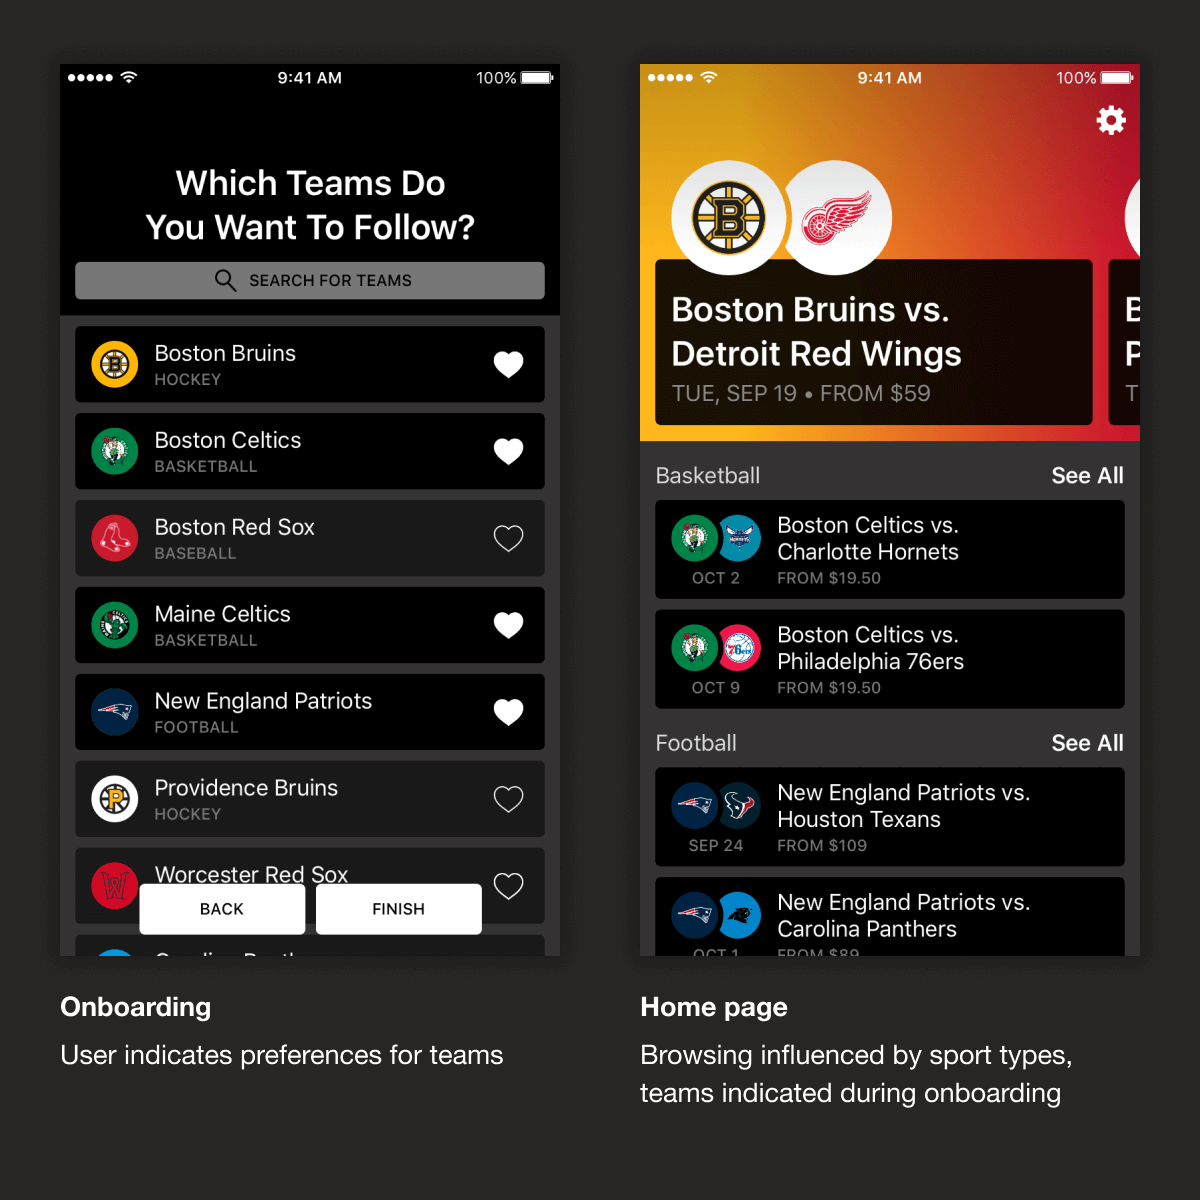 9:41 AM
100%
Which Teams Do
You Want To Follow?
SEARCH FOR TEAMS
Boston Bruins
HOCKEY
Boston Celtics
BASKETBALL
Boston Red Sox
BASEBALL
Maine Celtics
BASKETBALL
New England Patriots
FOOTBALL
Providence Bruins
HOCKEY
Worcester Red Sox
BACK
FINISH
Onboarding
User indicates preferences for teams
9:41 AM
100%
B
Boston Bruins vs.
Detroit Red Wings
TUE, SEP 19 • FROM $59
B
P
T
Basketball
See All
Boston Celtics vs.
Charlotte Hornets
OCT 2
FROM $19.50
76ers
Boston Celtics vs.
Philadelphia 76ers
OCT 9
FROM $19.50
Football
See All
New England Patriots vs.
Houston Texans
SEP 24
FROM $109
New England Patriots vs.
Carolina Panthers
OCT 1
FROM $89
Home page
Browsing influenced by sport types,
teams indicated during onboarding